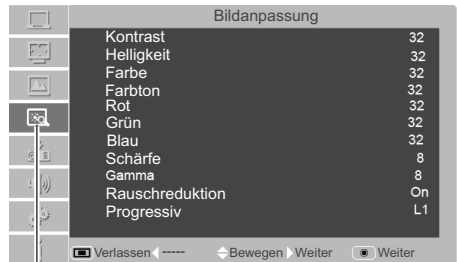 Bildanpassung
Kontrast 32
Helligkeit 32
Farbe 32
Farbton 32
Rot 32
Grün 32
Blau 32
Schärfe 8
Gamma 8
Rauschreduktion On
Progressiv L1
Verlassen ----- Bewegen Weiter Weiter